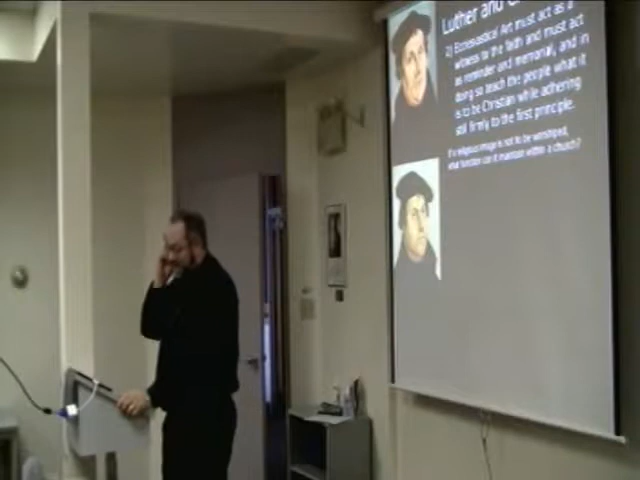 Luther and
2) Ecclesiastical Art must act as a
witness to the faith and must act
as reminder and memorial, and in
doing so teach the people what it
is to be Christian while adhering
still firmly to the first principle.
If a religious image is not to be worshiped,
what function can it maintain within a church?